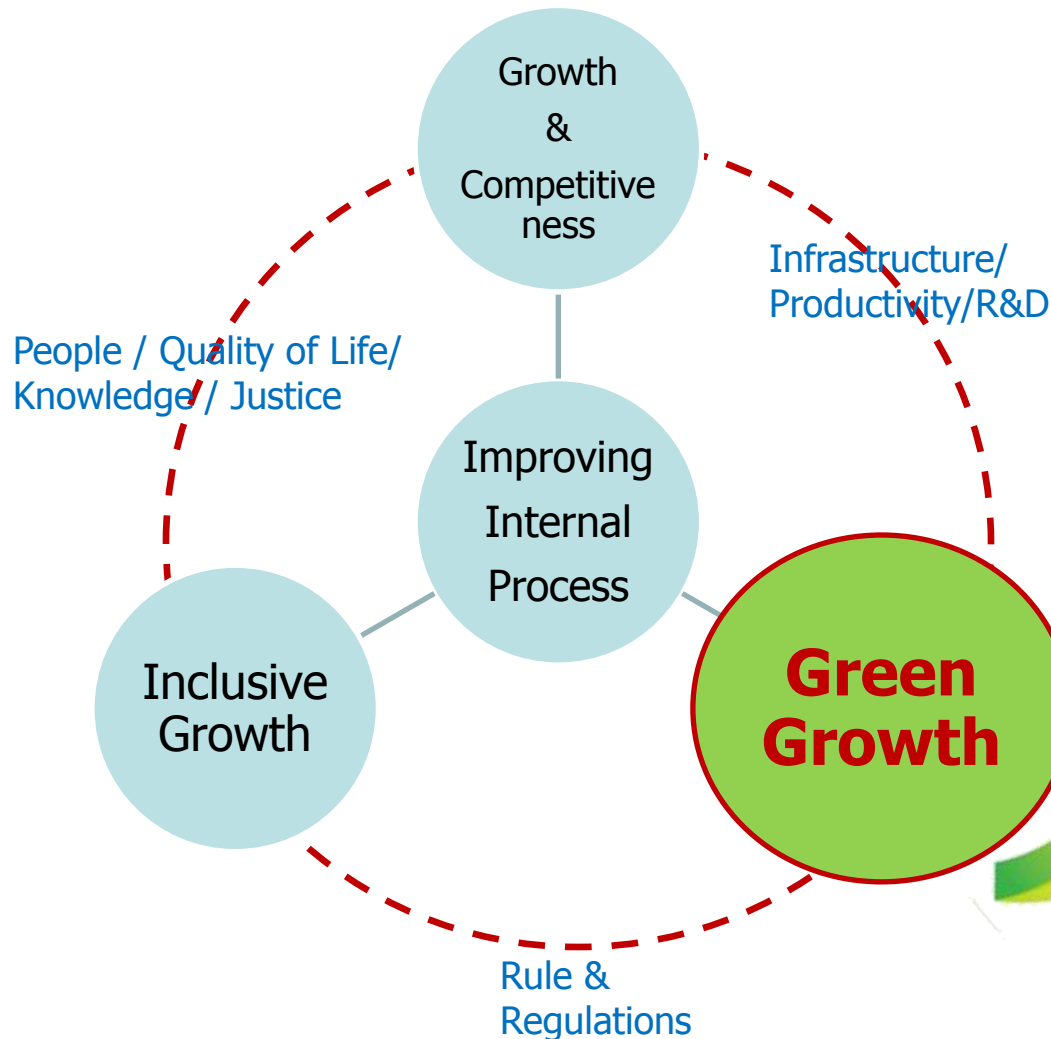 Growth
&
Competitive
ness
Infrastructure/
Productivity/R&D
People / Quality of Life/
Knowledge / Justice
Improving
Internal
Process
Inclusive
Growth
Green
Growth
Rule &
Regulations